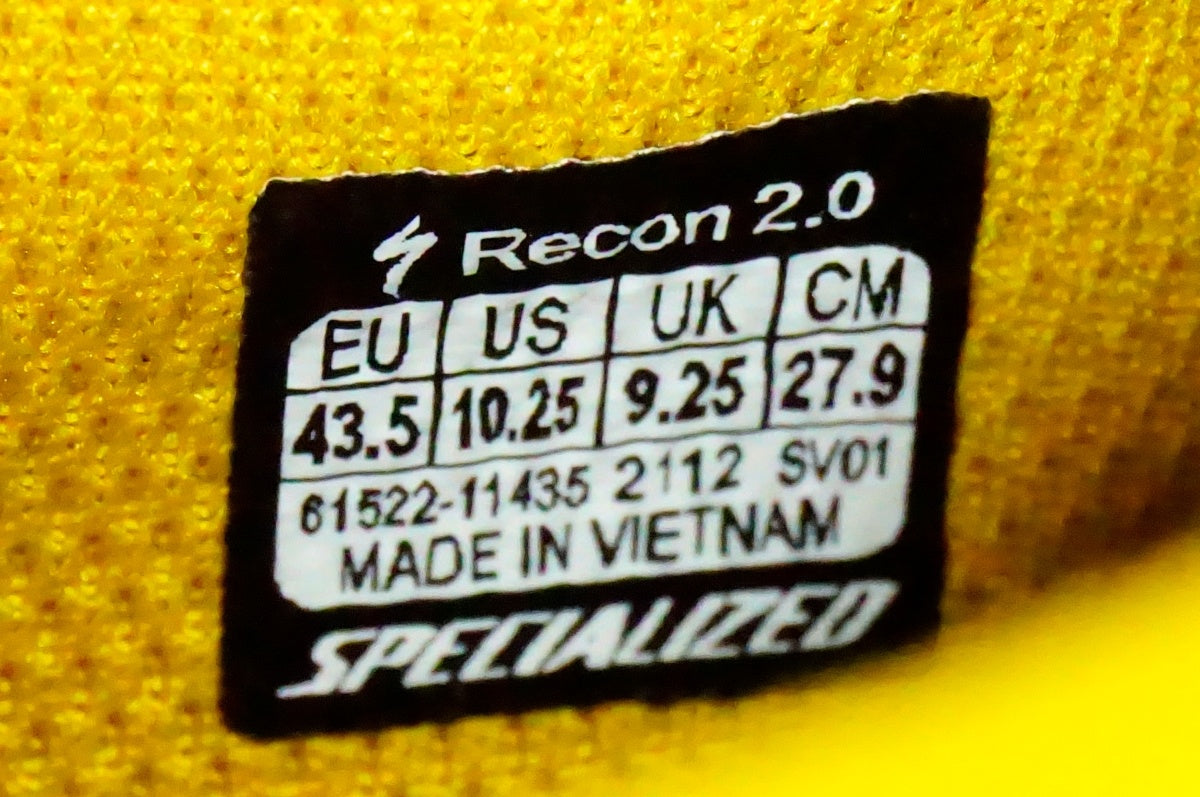 Recon 2.0
EU US UK CM
43.5 10.25 9.25 27.9
61522-11435 2112 SV01
MADE IN VIETNAM
SPECIALIZED